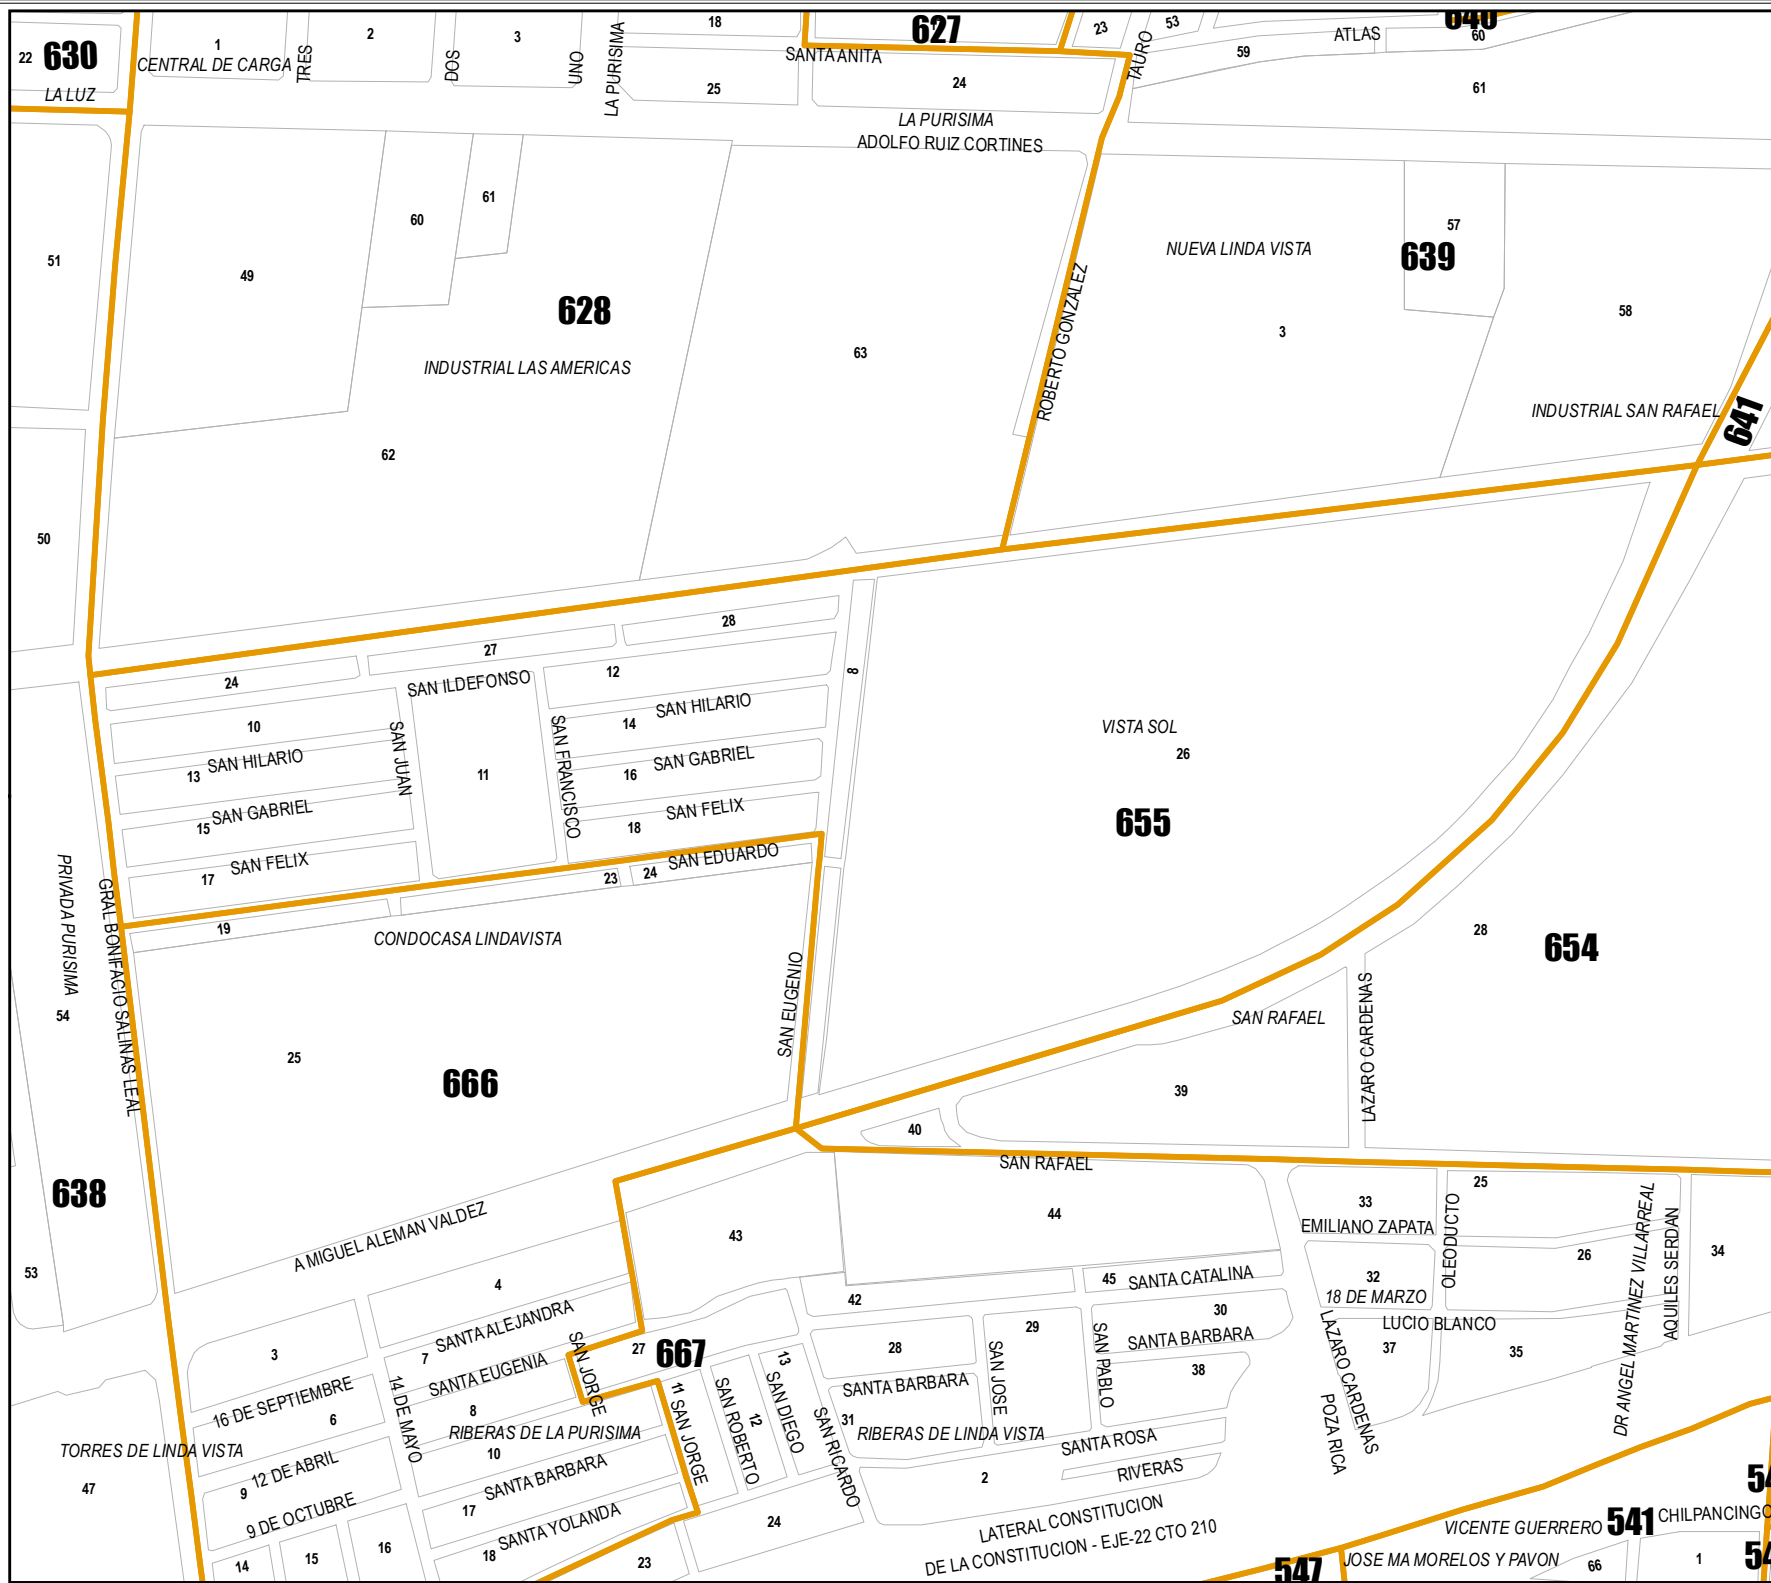 18
627
23
53
640
1
2
3
ATLAS
60
22
630
CENTRAL DE CARGA
TRES
DOS
UNO
LA PURISIMA
SANTA ANITA
TAURO
59
LA LUZ
25
24
61
LA PURISIMA
ADOLFO RUIZ CORTINES
51
49
60
61
57
NUEVA LINDA VISTA
639
628
58
3
63
ROBERTO GONZALEZ
INDUSTRIAL LAS AMERICAS
INDUSTRIAL SAN RAFAEL
641
62
50
28
27
24
SAN ILDEFONSO
12
8
10
SAN JUAN
SAN FRANCISCO
14
SAN HILARIO
VISTA SOL
26
13
SAN HILARIO
11
16
SAN GABRIEL
15
SAN GABRIEL
18
SAN FELIX
655
17
SAN FELIX
23
24
SAN EDUARDO
PRIVADA PURISIMA
GRAL BONIFACIO SALINAS LEAL
19
CONDOCASA LINDAVISTA
28
654
54
25
SAN EUGENIO
SAN RAFAEL
LAZARO CARDENAS
666
39
40
638
SAN RAFAEL
A MIGUEL ALEMAN VALDEZ
43
44
33
25
EMILIANO ZAPATA
OLEODUCTO
DR ANGEL MARTINEZ VILLARREAL
AQUILES SERDAN
26
34
53
4
45
SANTA CATALINA
32
18 DE MARZO
42
30
SANTA ALEJANDRA
29
SANTA BARBARA
LUCIO BLANCO
3
7
SANTA EUGENIA
SAN JORGE
27
667
13
28
SAN JOSE
SAN PABLO
38
LAZARO CARDENAS
37
35
16 DE SEPTIEMBRE
14 DE MAYO
11
SAN JORGE
SAN ROBERTO
12
SAN DIEGO
SAN RICARDO
SANTA BARBARA
POZA RICA
6
8
RIBERAS DE LA PURISIMA
31
RIBERAS DE LINDA VISTA
SANTA ROSA
TORRES DE LINDA VISTA
10
12 DE ABRIL
SANTA BARBARA
RIVERAS
47
9
2
9 DE OCTUBRE
17
SANTA YOLANDA
24
LATERAL CONSTITUCION
DE LA CONSTITUCION - EJE-22 CTO 210
VICENTE GUERRERO
541
CHILPANCINGO
14
15
16
18
23
547
JOSE MA MORELOS Y PAVON
66
1